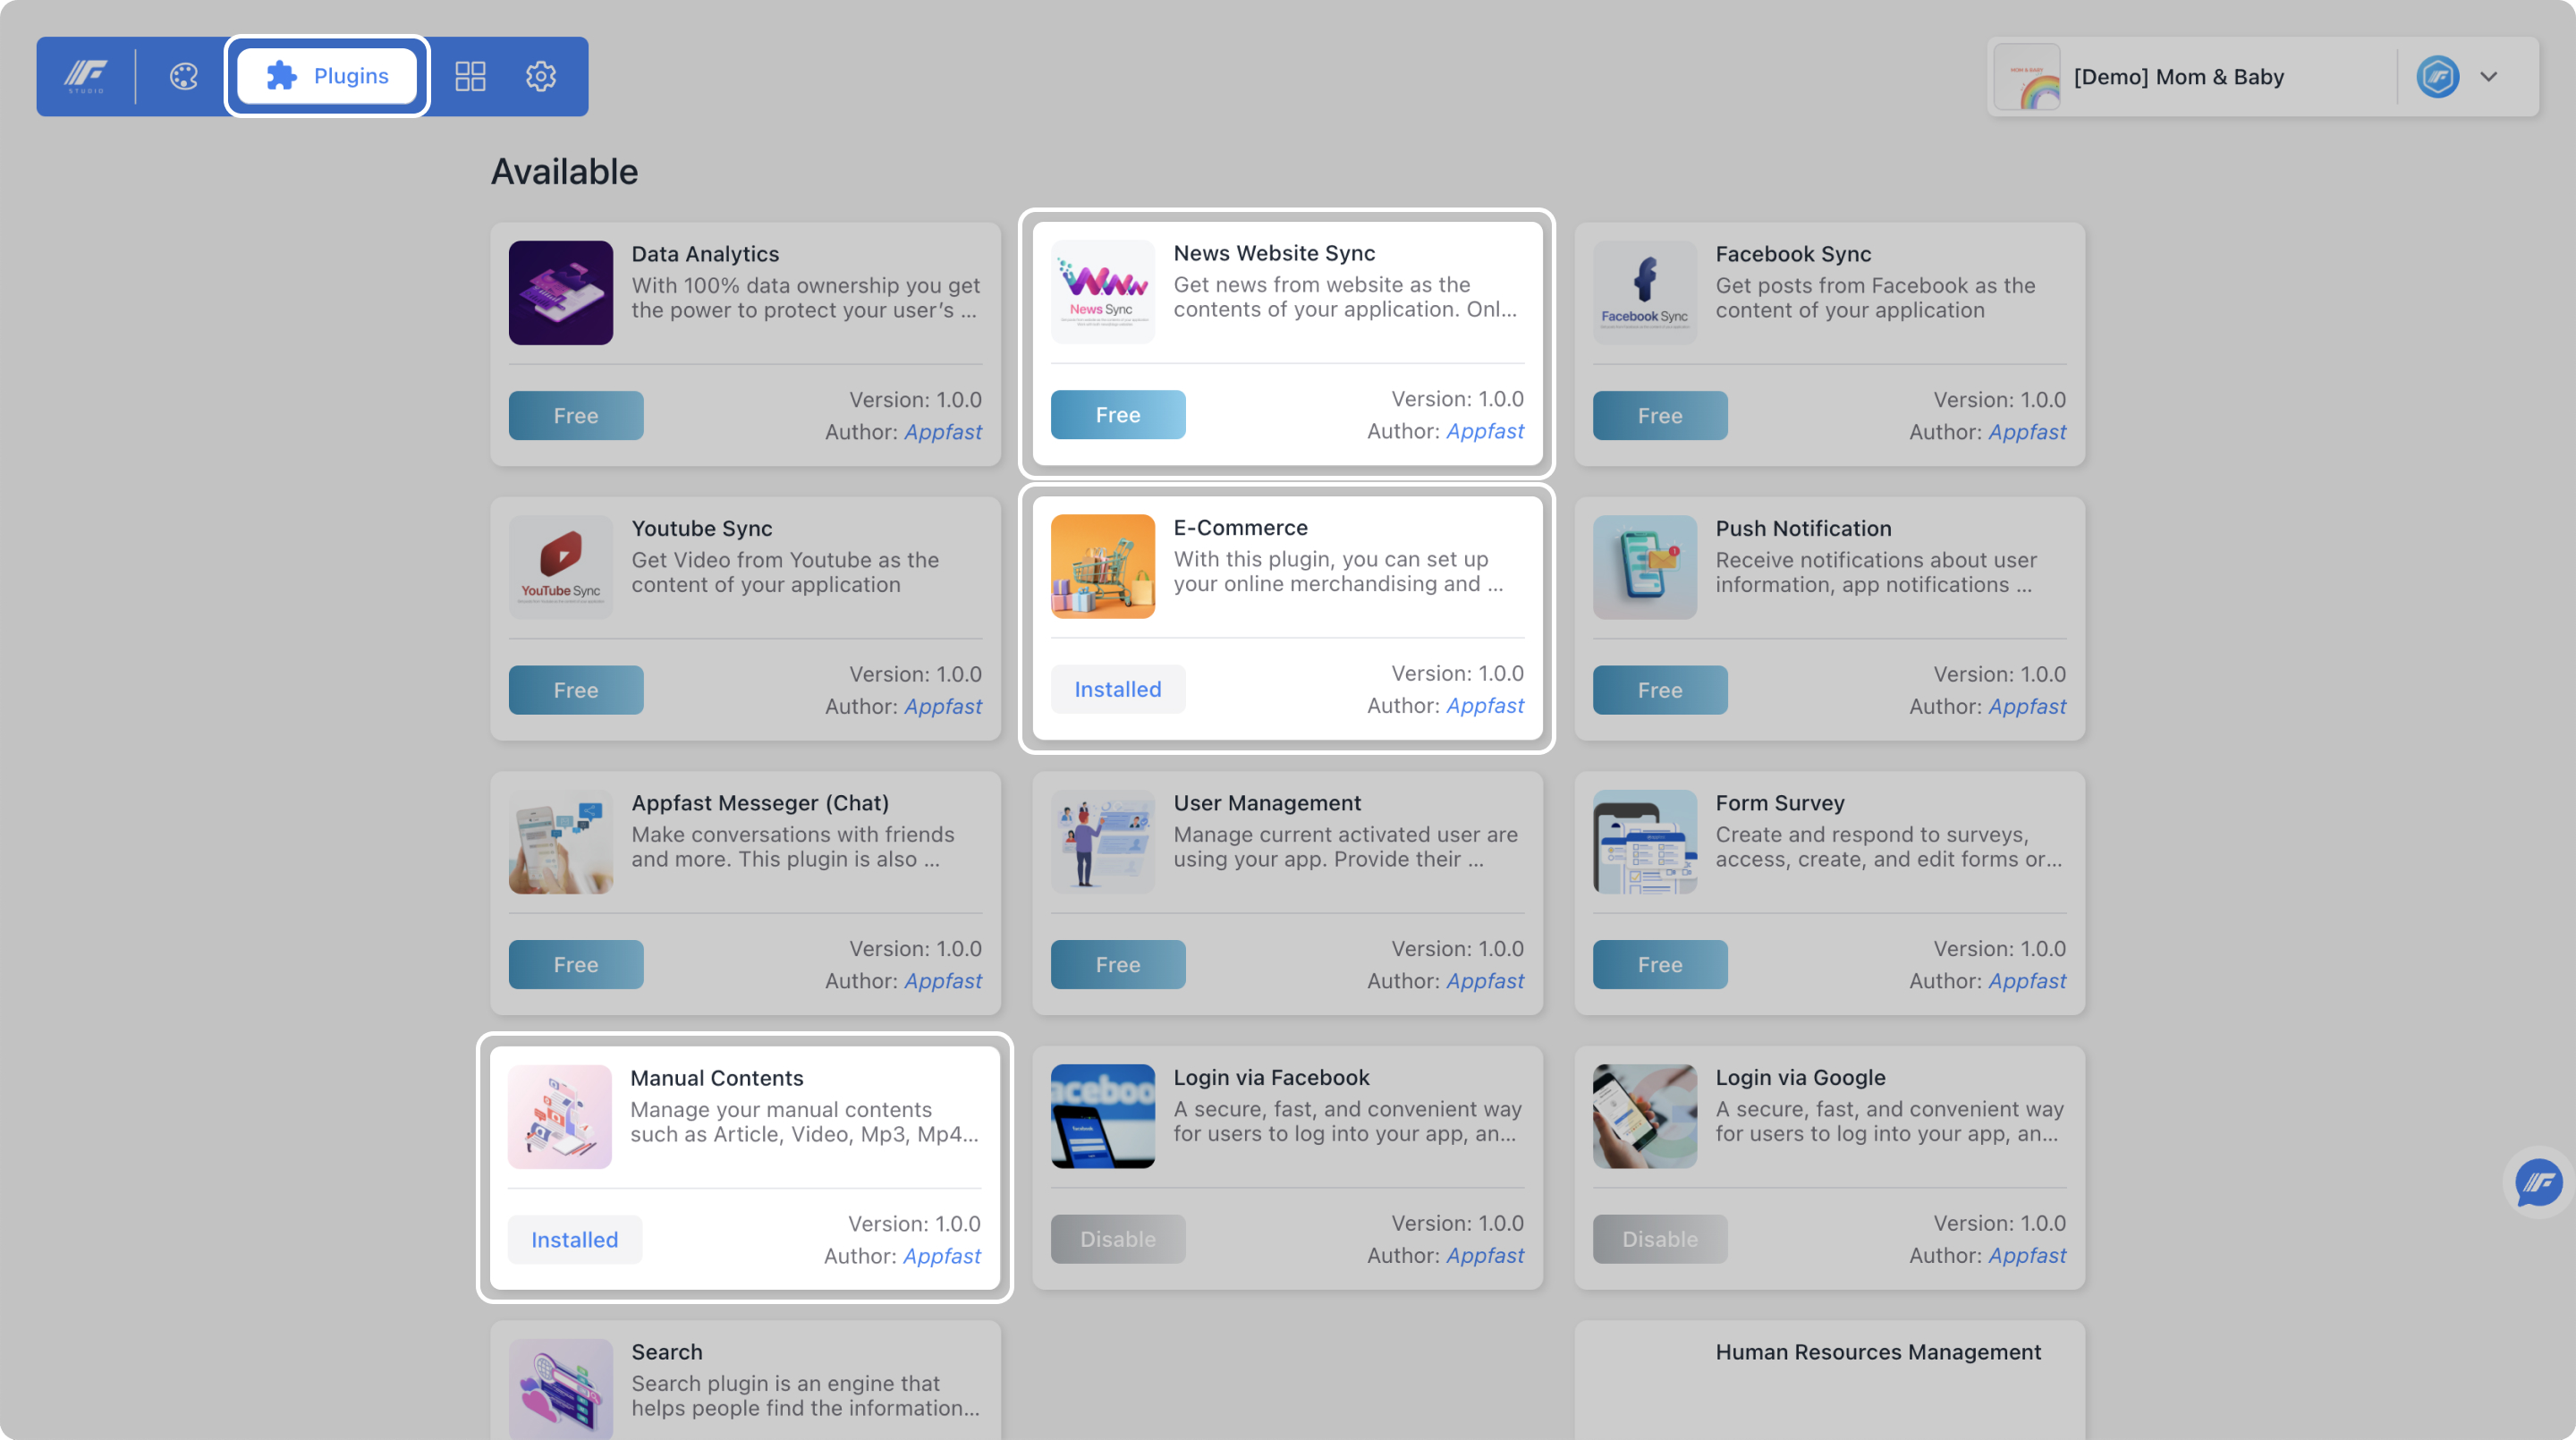 STUDIO
Plugins
MOM & BABY
[Demo] Mom & Baby
Available
Data Analytics
With 100% data ownership you get
the power to protect your user’s ...
Free
Version: 1.0.0
Author: Appfast
News Sync
News Website Sync
Get news from website as the
contents of your application. Onl...
Free
Version: 1.0.0
Author: Appfast
Facebook Sync
Facebook Sync
Get posts from Facebook as the
content of your application
Free
Version: 1.0.0
Author: Appfast
YouTube Sync
Youtube Sync
Get Video from Youtube as the
content of your application
Free
Version: 1.0.0
Author: Appfast
E-Commerce
With this plugin, you can set up
your online merchandising and ...
Installed
Version: 1.0.0
Author: Appfast
Push Notification
Receive notifications about user
information, app notifications ...
Free
Version: 1.0.0
Author: Appfast
Appfast Messeger (Chat)
Make conversations with friends
and more. This plugin is also ...
Free
Version: 1.0.0
Author: Appfast
User Management
Manage current activated user are
using your app. Provide their ...
Free
Version: 1.0.0
Author: Appfast
Form Survey
Create and respond to surveys,
access, create, and edit forms or...
Free
Version: 1.0.0
Author: Appfast
Manual Contents
Manage your manual contents
such as Article, Video, Mp3, Mp4...
Installed
Version: 1.0.0
Author: Appfast
aceboo
facebook
Login via Facebook
A secure, fast, and convenient way
for users to log into your app, an...
Disable
Version: 1.0.0
Author: Appfast
Login via Google
A secure, fast, and convenient way
for users to log into your app, an...
Disable
Version: 1.0.0
Author: Appfast
Search
Search plugin is an engine that
helps people find the information...
Human Resources Management